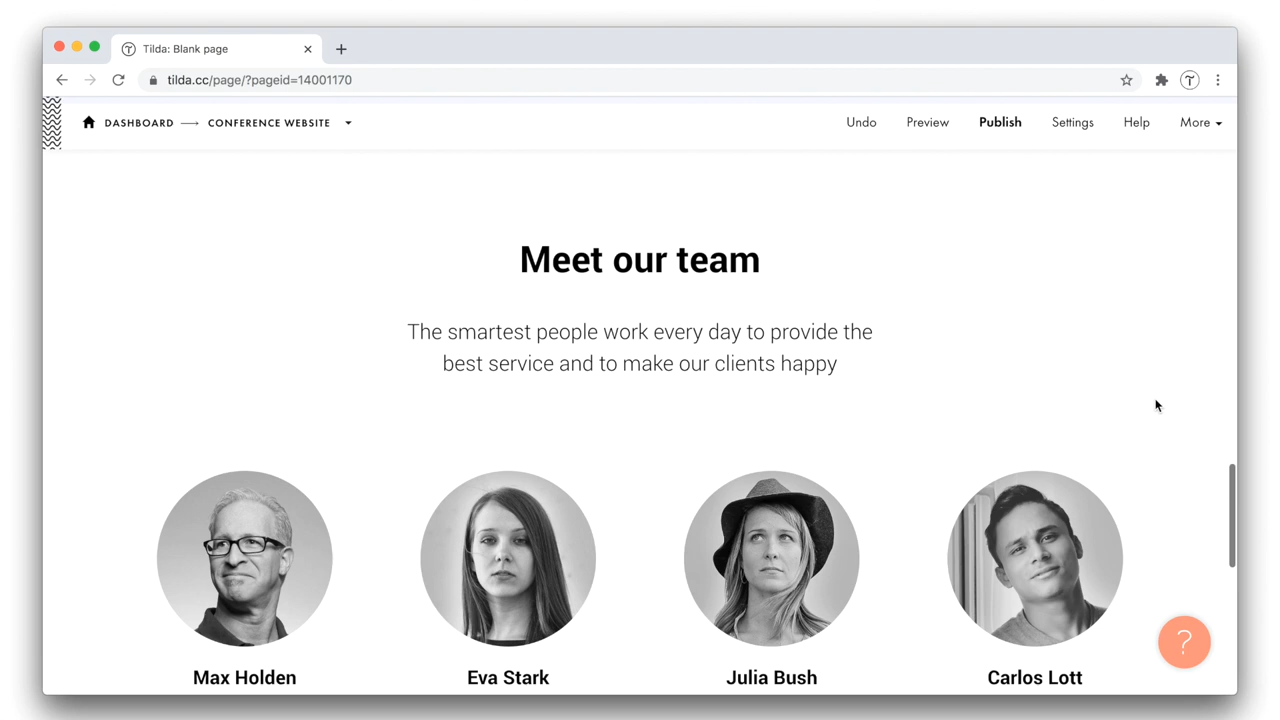 Tilda: Blank page
tilda.cc/page/?pageid=14001170
DASHBOARD → CONFERENCE WEBSITE
Undo Preview Publish Settings Help More
Meet our team
The smartest people work every day to provide the
best service and to make our clients happy
Max Holden Eva Stark Julia Bush Carlos Lott
?